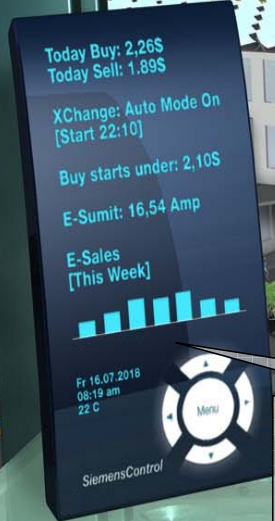 Today Buy: 2,26$
Today Sell: 1.89$
XChange: Auto Mode On
[Start 22:10]
Buy starts under: 2,10$
E-Sumit: 16,54 Amp
E-Sales
[This Week]
Fr 16.07.2018
08:19 am
22 C
Menu
SiemensControl